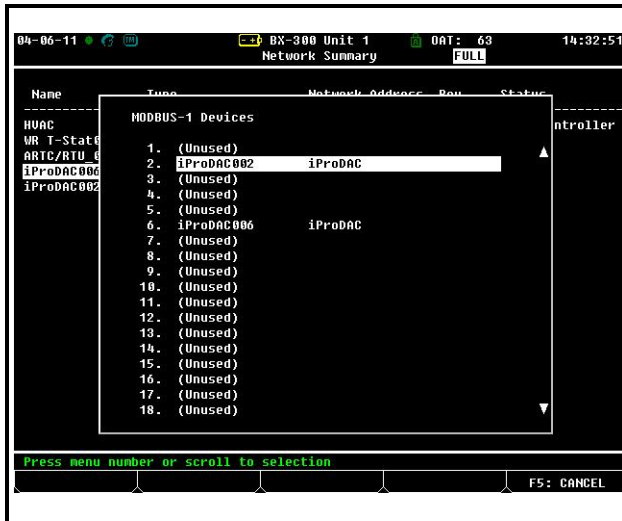 04-06-11 BX-300 Unit 1 OAT: 63 14:32:51
Network Summary FULL
Name
MODBUS-1 Devices
HVAC ntroller
WR T-Stat
ARTC/RTU_
iProDAC006
iProDAC002
1. (Unused)
2. iProDAC002 iProDAC
3. (Unused)
4. (Unused)
5. (Unused)
6. iProDAC006 iProDAC
7. (Unused)
8. (Unused)
9. (Unused)
10. (Unused)
11. (Unused)
12. (Unused)
13. (Unused)
14. (Unused)
15. (Unused)
16. (Unused)
17. (Unused)
18. (Unused)
Press menu number or scroll to selection
F5: CANCEL